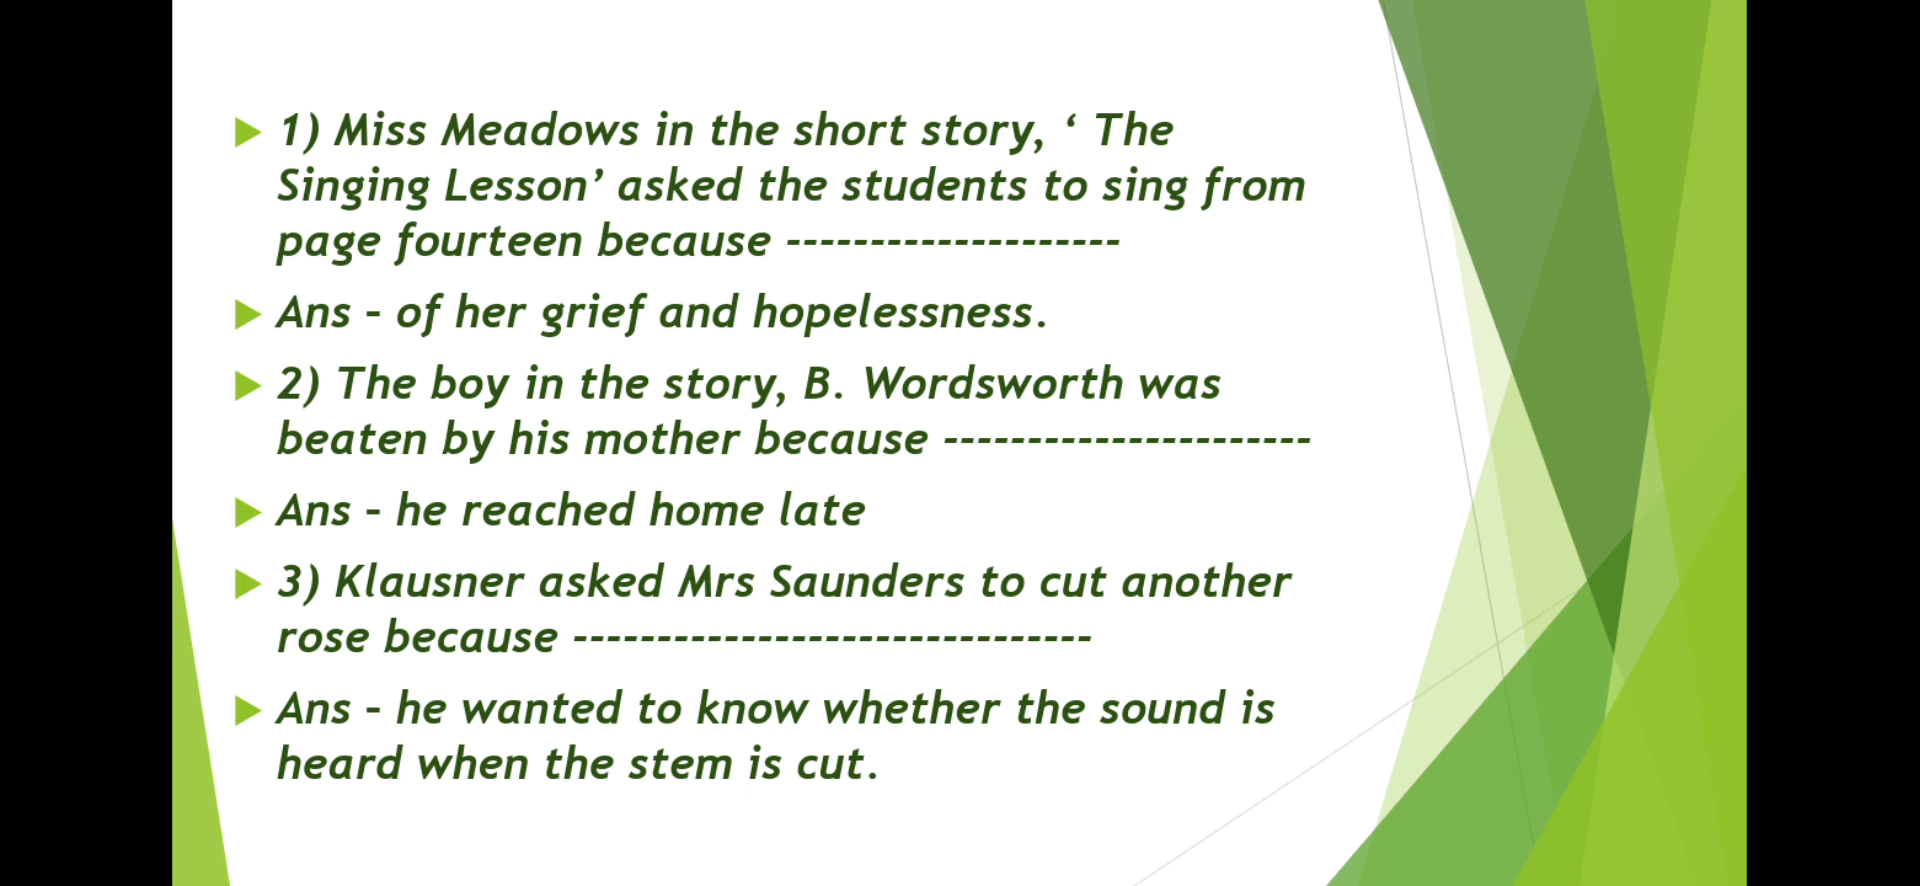 1) Miss Meadows in the short story, ‘ The
Singing Lesson’ asked the students to sing from
page fourteen because --------------------
Ans – of her grief and hopelessness.
2) The boy in the story, B. Wordsworth was
beaten by his mother because ----------------------
Ans – he reached home late
3) Klausner asked Mrs Saunders to cut another
rose because -------------------------------
Ans – he wanted to know whether the sound is
heard when the stem is cut.